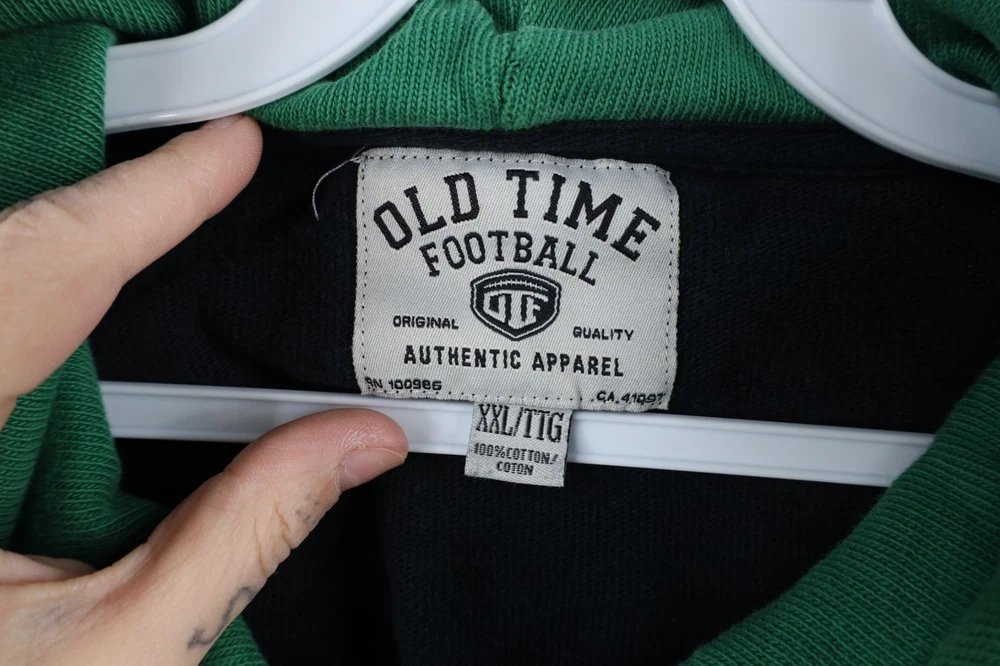 OLD TIME
FOOTBALL
OTF
ORIGINAL QUALITY
AUTHENTIC APPAREL
RN 100986 CA 41097
XXL/TTG
100%COTTON/
COTON